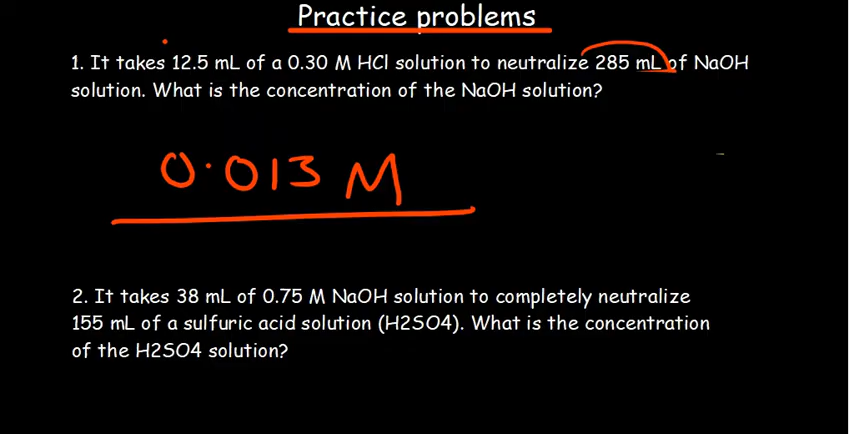 Practice problems
1. It takes 12.5 mL of a 0.30 M HCl solution to neutralize 285 mL of NaOH
solution. What is the concentration of the NaOH solution?
0.013 M
2. It takes 38 mL of 0.75 M NaOH solution to completely neutralize
155 mL of a sulfuric acid solution (H2SO4). What is the concentration
of the H2SO4 solution?